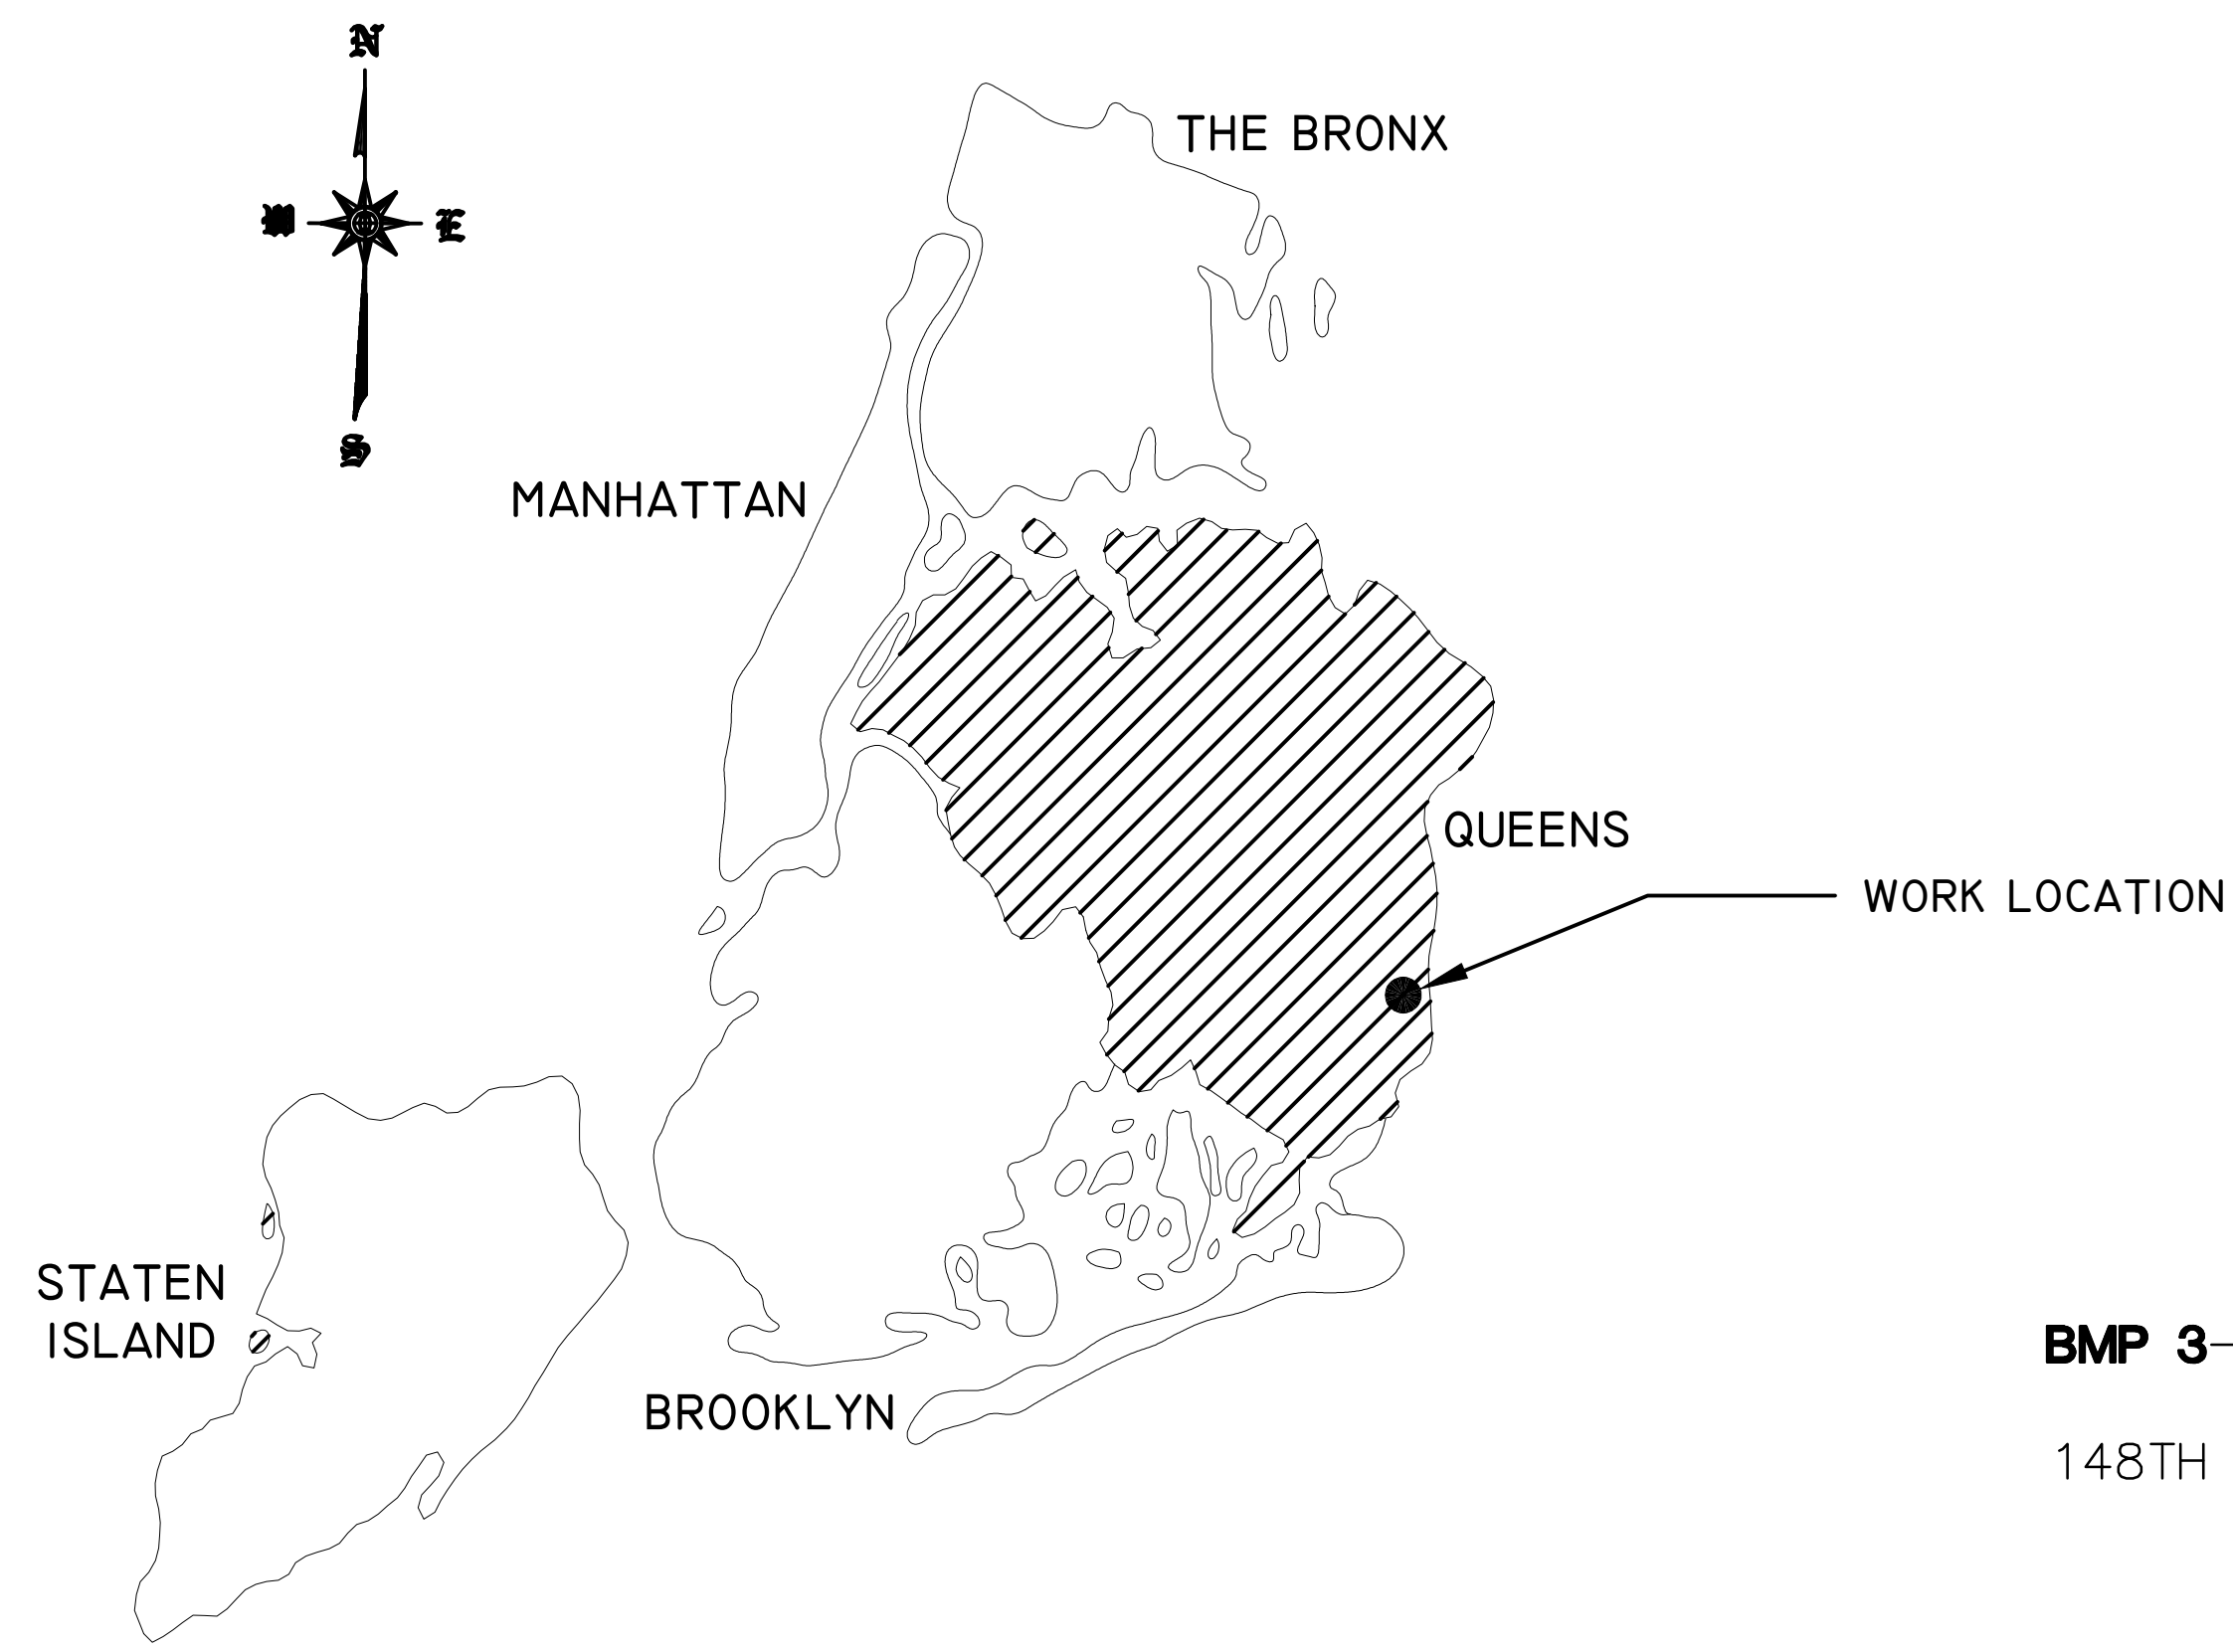 N
THE BRONX
W E
S
MANHATTAN
QUEENS
WORK LOCATION
STATEN
ISLAND
BROOKLYN
BMP 3-
148TH